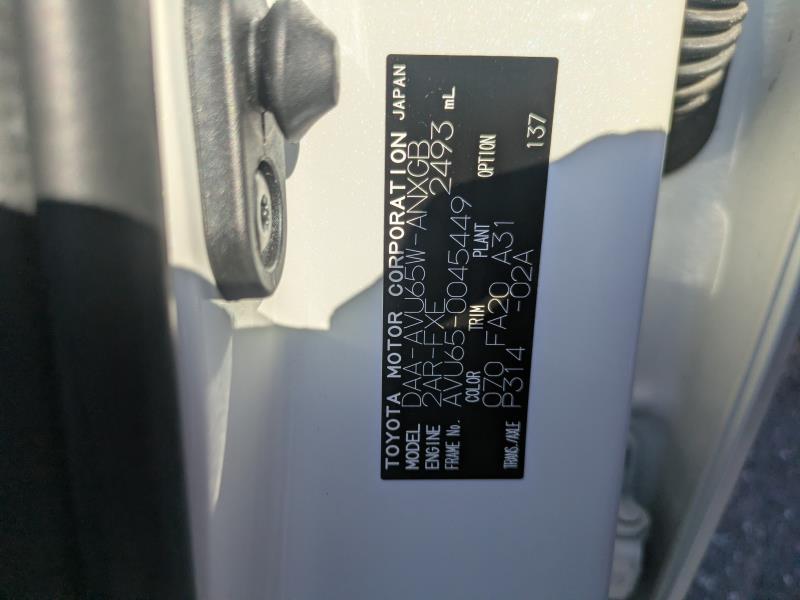 TOYOTA MOTOR CORPORATION JAPAN
MODEL DAA-AVU65W-ANXGB
ENGINE 2AR-FXE 2493 mL
FRAME No. AVU65-0045449
COLOR TRIM PLANT OPTION
070 FA20 A31 137
TRANS./AXLE P314 -02A